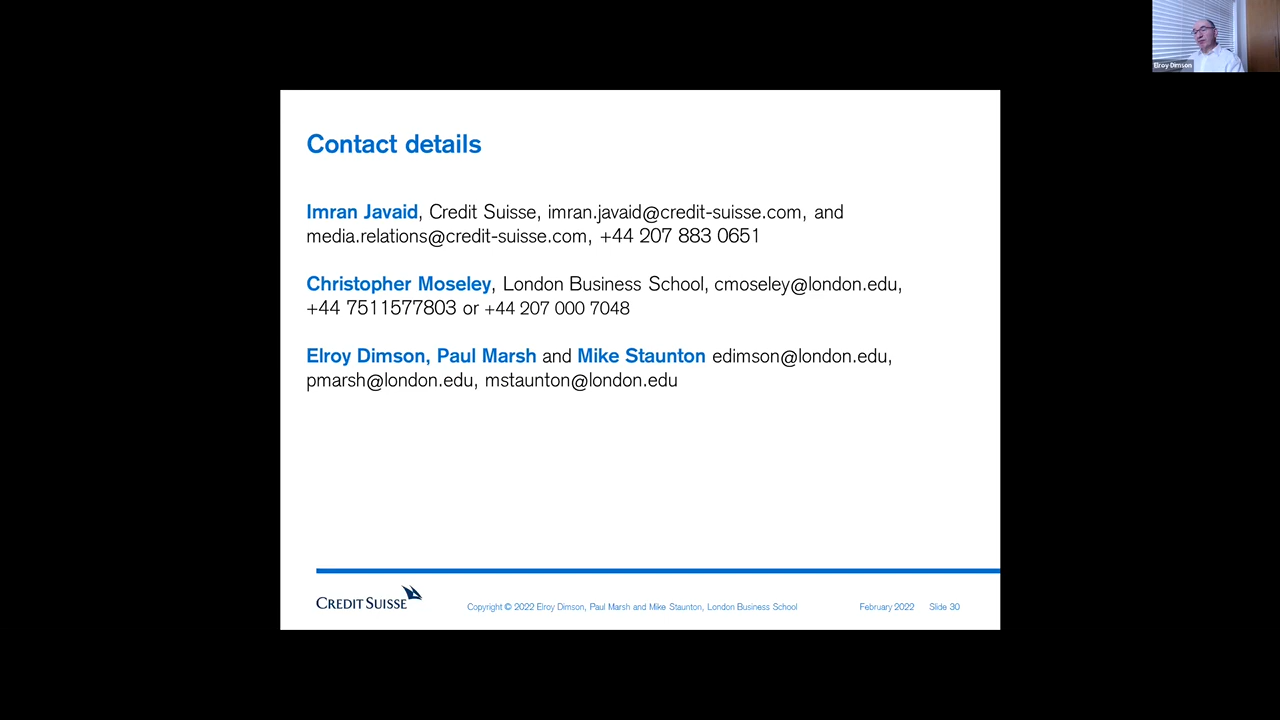 Elroy Dimson
Contact details
Imran Javaid, Credit Suisse, imran.javaid@credit-suisse.com, and
media.relations@credit-suisse.com, +44 207 883 0651
Christopher Moseley, London Business School, cmoseley@london.edu,
+44 7511577803 or +44 207 000 7048
Elroy Dimson, Paul Marsh and Mike Staunton edimson@london.edu,
pmarsh@london.edu, mstaunton@london.edu
CREDIT SUISSE
Copyright © 2022 Elroy Dimson, Paul Marsh and Mike Staunton, London Business School
February 2022
Slide 30